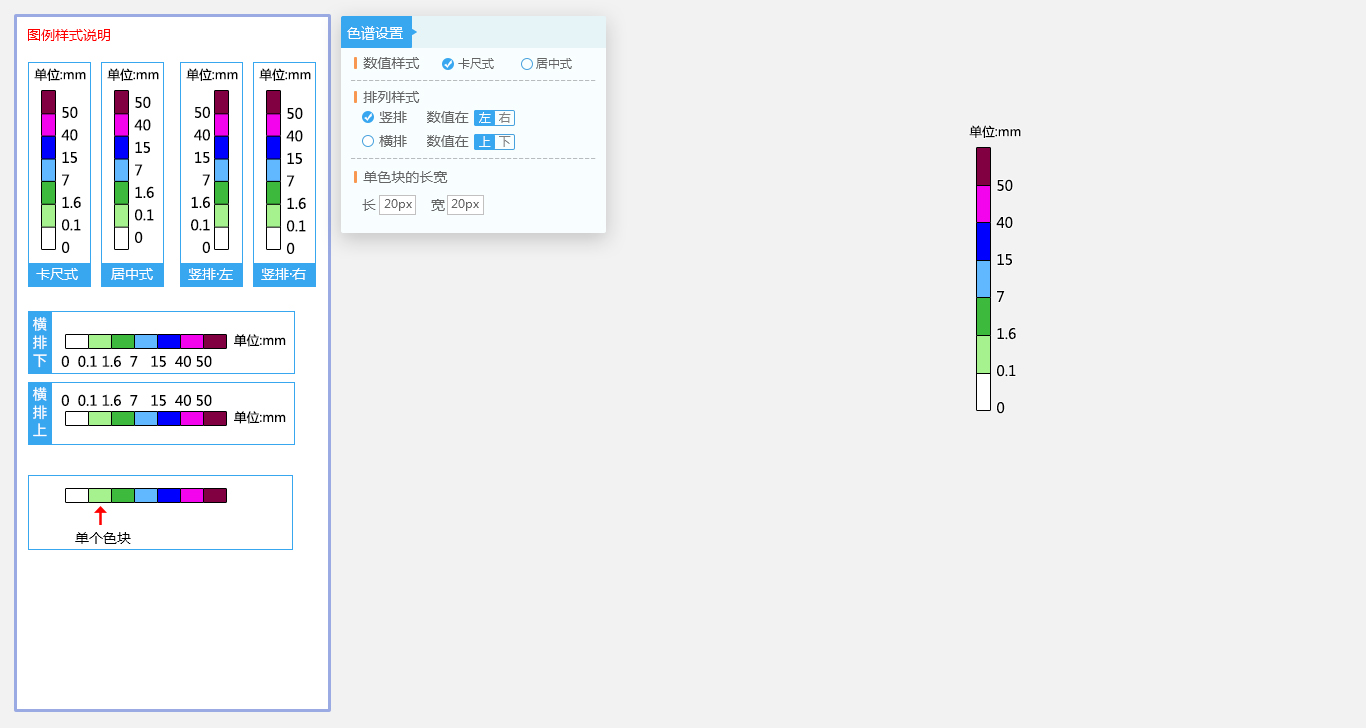 图例样式说明
单位:mm
50
40
15
7
1.6
0.1
0
卡尺式
单位:mm
50
40
15
7
1.6
0.1
0
居中式
单位:mm
50
40
15
7
1.6
0.1
0
竖排·左
单位:mm
50
40
15
7
1.6
0.1
0
竖排·右
横排下
单位:mm
0 0.1 1.6 7 15 40 50
横排上
0 0.1 1.6 7 15 40 50
单位:mm
单个色块
色谱设置
数值样式 卡尺式 居中式
排列样式
竖排 数值在 左 右
横排 数值在 上 下
单色块的长宽
长 20px 宽 20px
单位:mm
50
40
15
7
1.6
0.1
0